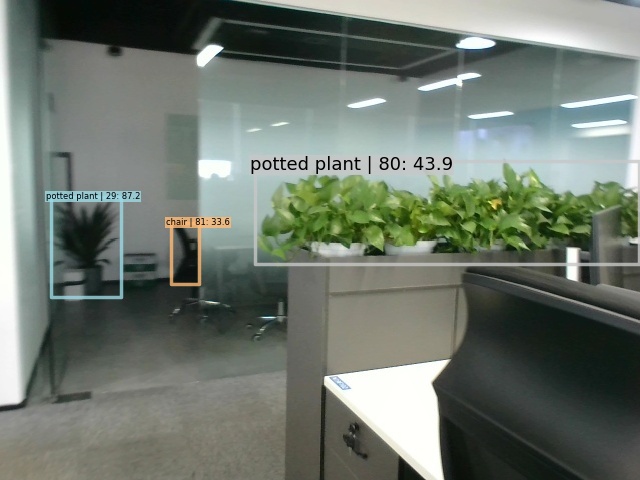 potted plant | 80: 43.9
potted plant | 29: 87.2
chair | 81: 33.6